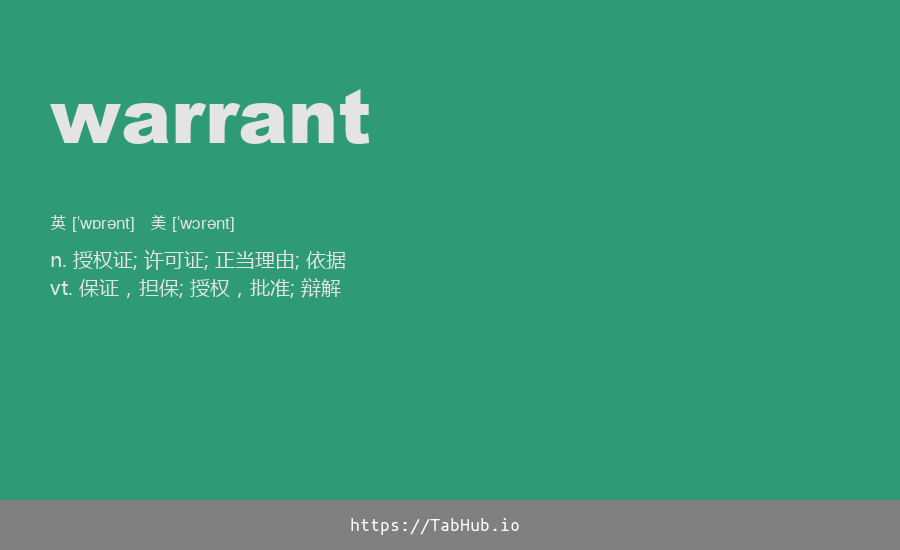 warrant
英 [ˈwɒrənt] 美 [ˈwɔrənt]
n. 授权证; 许可证; 正当理由; 依据
vt. 保证，担保; 授权，批准; 辩解
https://TabHub.io